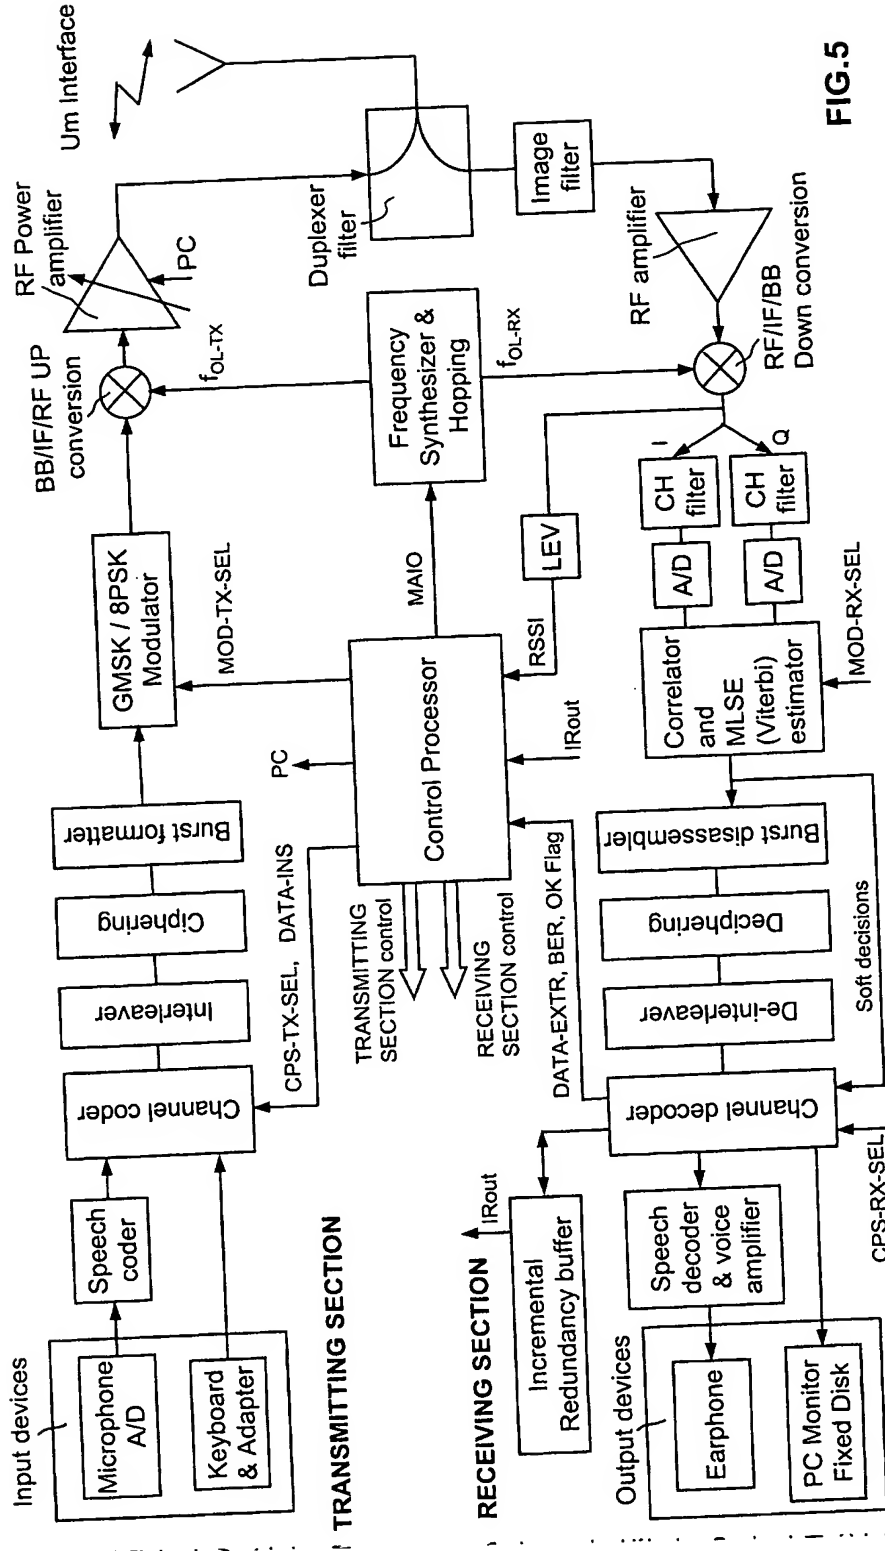 Input devices
Microphone
A/D
Keyboard
& Adapter
Speech
coder
Channel coder
Interleaver
Ciphering
Burst formatter
GMSK / 8PSK
Modulator
BB/IF/RF UP
conversion
RF Power
amplifier
PC
Um Interface
TRANSMITTING SECTION
CPS-TX-SEL, DATA-INS
PC
MOD-TX-SEL
fOL-TX
Duplexer
filter
TRANSMITTING
SECTION control
RECEIVING
SECTION control
Control Processor
MAIO
Frequency
Synthesizer &
Hopping
fOL-RX
Image
filter
RECEIVING SECTION
IRout
DATA-EXTR, BER, OK Flag
IRout
RSSI
LEV
RF amplifier
RF/IF/BB
Down conversion
Incremental
Redundancy buffer
Output devices
Earphone
PC Monitor
Fixed Disk
Speech
decoder
& voice
amplifier
Channel decoder
De-interleaver
Deciphering
Burst disassembler
Correlator
and
MLSE
(Viterbi)
estimator
A/D
A/D
CH
filter
CH
filter
I
Q
CPS-RX-SEL
Soft decisions
MOD-RX-SEL
FIG.5